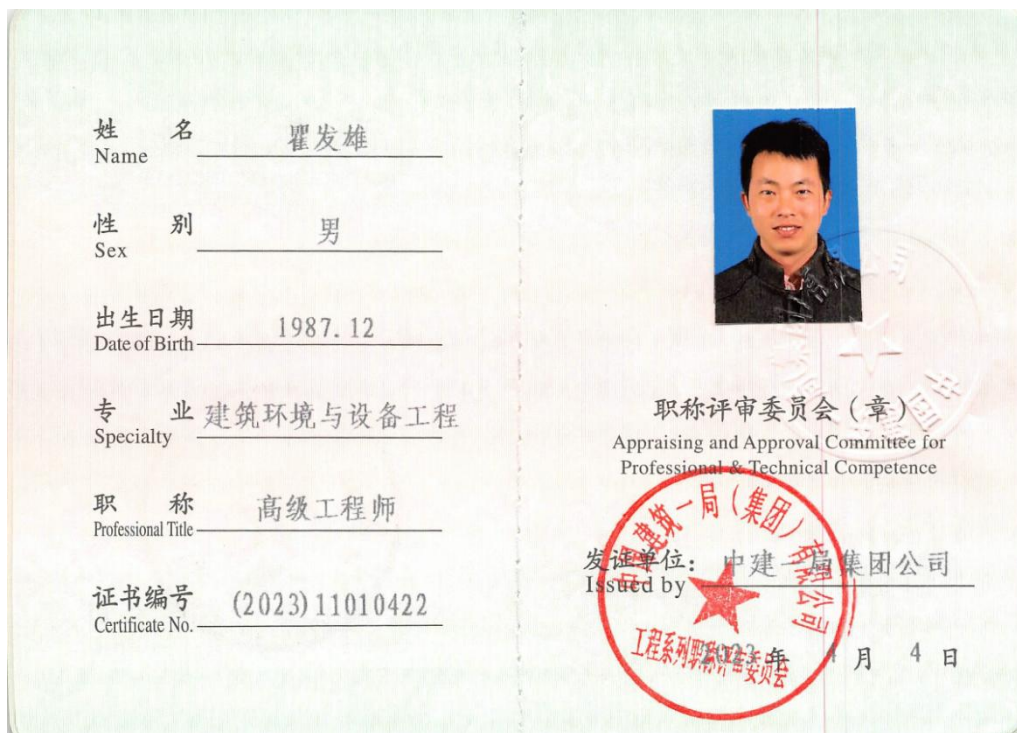 姓 名 瞿发雄
Name
性 别 男
Sex
出生日期 1987.12
Date of Birth
专 业 建筑环境与设备工程
Specialty
职 称 高级工程师
Professional Title
证书编号 (2023)11010422
Certificate No.
职称评审委员会（章）
Appraising and Approval Committee for
Professional & Technical Competence
中国建筑一局（集团）有限公司
发证单位： 中建一局集团公司
Issued by
工程系列职称评审委员会
2023 年 4 月 4 日